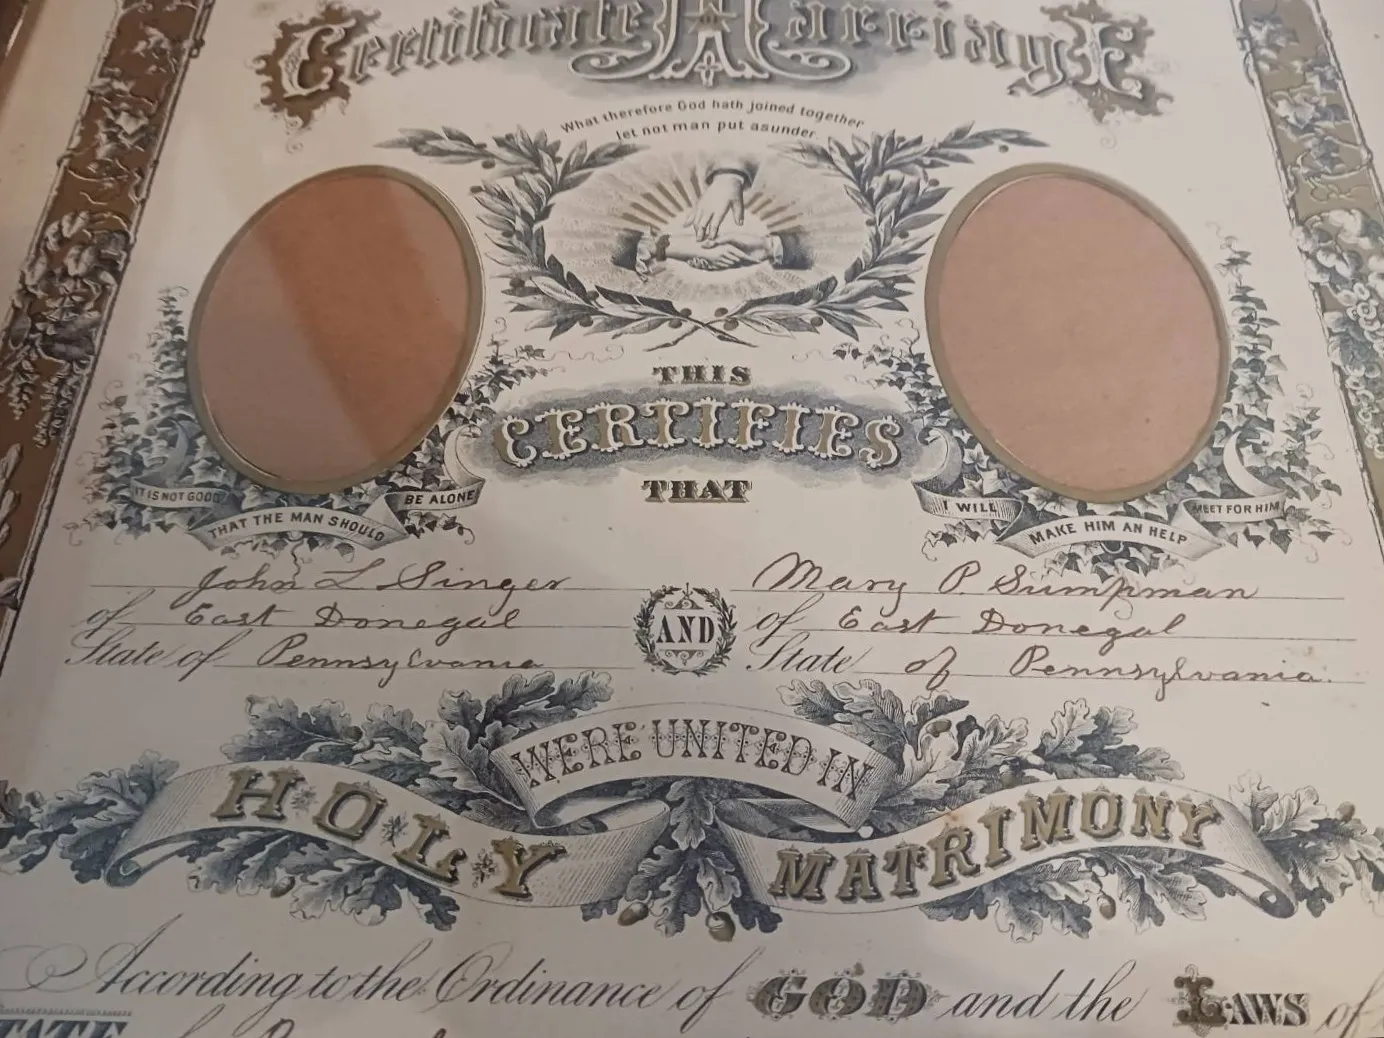 Certificate Marriage
What therefore God hath joined together
let not man put asunder.
THIS
CERTIFIES
THAT
IT IS NOT GOOD
THAT THE MAN SHOULD
BE ALONE
I WILL
MAKE HIM AN HELP
MEET FOR HIM
John L Singer
of East Donegal
State of Pennsylvania
AND
Mary P. Sumpman
of East Donegal
State of Pennsylvania.
WERE UNITED IN
HOLY
MATRIMONY
According to the Ordinance of GOD and the LAWS of